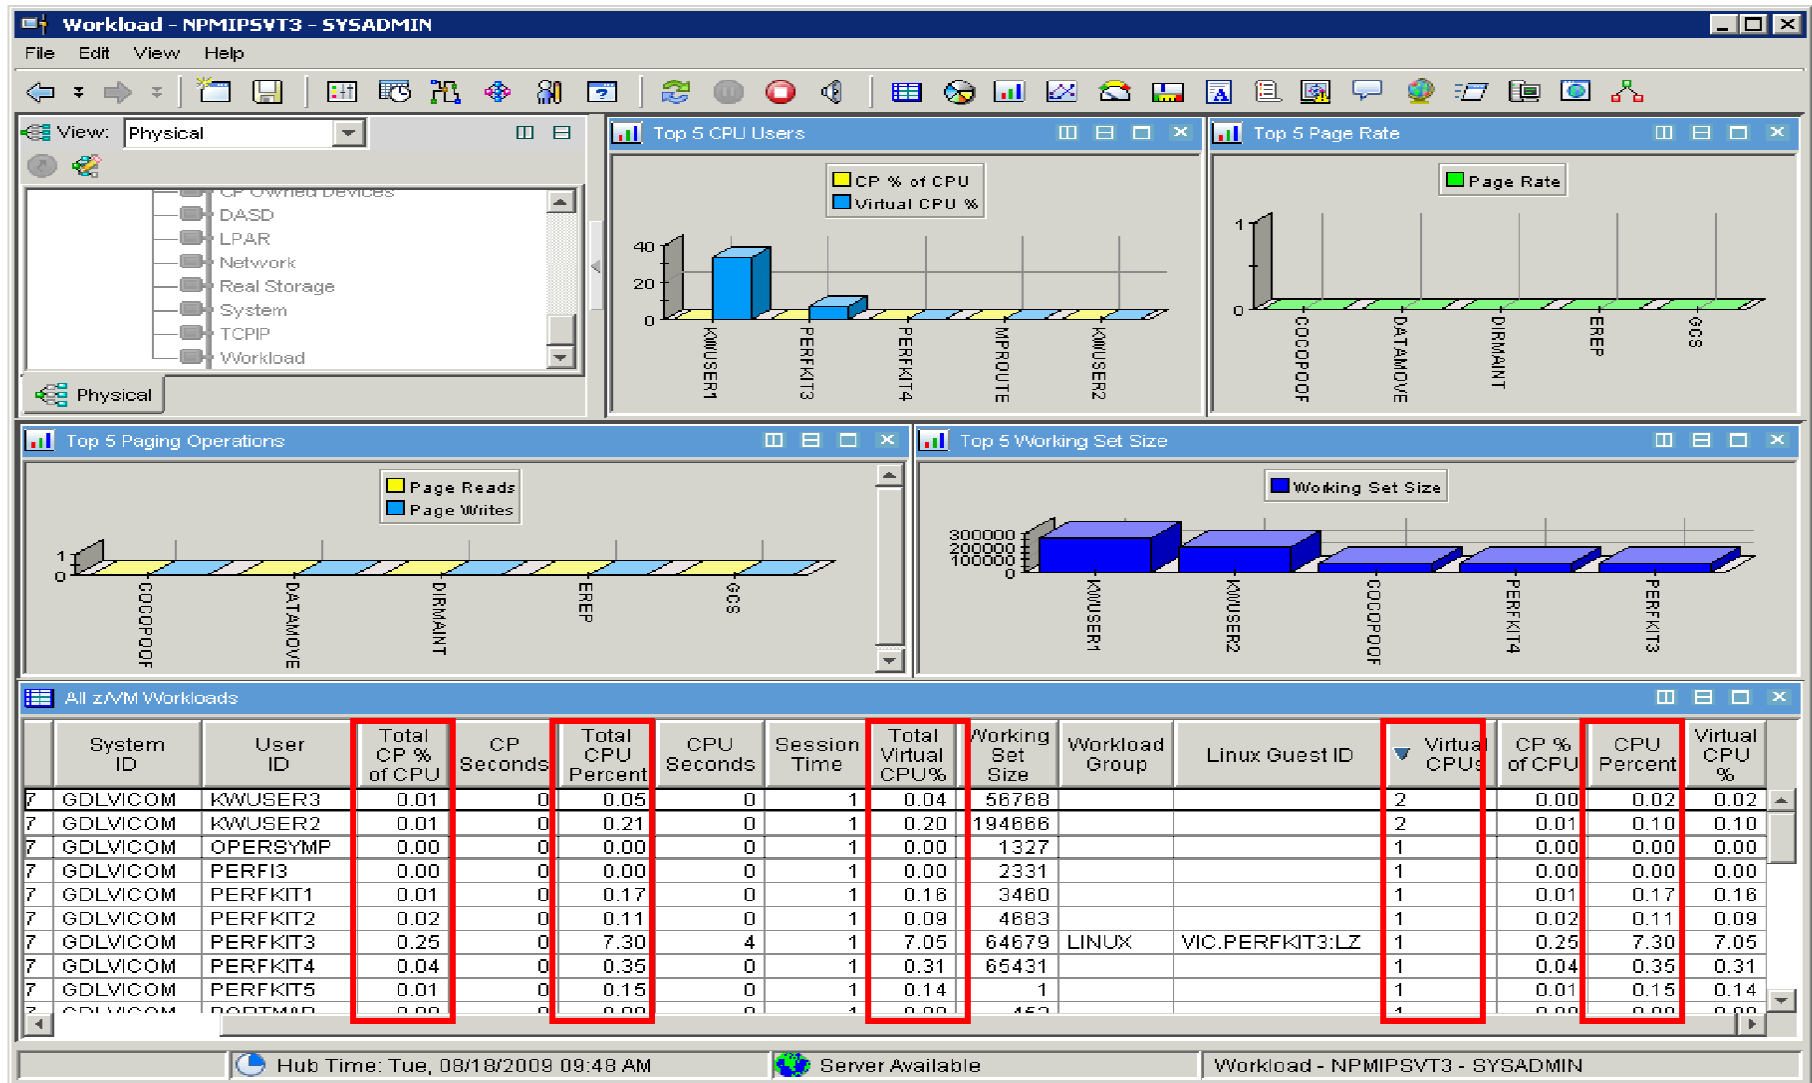 Workload - NPMIPSVT3 - SYSADMIN
File Edit View Help
View: Physical
CP Owned Devices
DASD
LPAR
Network
Real Storage
System
TCPIP
Workload
Physical
Top 5 CPU Users
CP % of CPU
Virtual CPU %
40
20
0
KWUSER1
PERFKIT3
PERFKIT4
MPROUTE
KWUSER2
Top 5 Page Rate
Page Rate
1
0
DATAMOVE
DIRMAINT
EREP
GCS
Top 5 Paging Operations
Page Reads
Page Writes
1
0
DATAMOVE
DIRMAINT
EREP
GCS
Top 5 Working Set Size
Working Set Size
300000
200000
100000
0
KWUSER1
KWUSER2
PERFKIT4
PERFKIT3
All z/VM Workloads
System ID User ID Total CP % of CPU CP Seconds Total CPU Percent CPU Seconds Session Time Total Virtual CPU% Working Set Size Workload Group Linux Guest ID Virtual CPUs CP % of CPU CPU Percent Virtual CPU %
7 GDLVICOM KWUSER3 0.01 0 0.05 0 1 0.04 56768 2 0.00 0.02 0.02
7 GDLVICOM KWUSER2 0.01 0 0.21 0 1 0.20 194666 2 0.01 0.10 0.10
7 GDLVICOM OPERSYMP 0.00 0 0.00 0 1 0.00 1327 1 0.00 0.00 0.00
7 GDLVICOM PERFI3 0.00 0 0.00 0 1 0.00 2331 1 0.00 0.00 0.00
7 GDLVICOM PERFKIT1 0.01 0 0.17 0 1 0.16 3460 1 0.01 0.17 0.16
7 GDLVICOM PERFKIT2 0.02 0 0.11 0 1 0.09 4683 1 0.02 0.11 0.09
7 GDLVICOM PERFKIT3 0.25 0 7.30 4 1 7.05 64679 LINUX VIC.PERFKIT3:LZ 1 0.25 7.30 7.05
7 GDLVICOM PERFKIT4 0.04 0 0.35 0 1 0.31 65431 1 0.04 0.35 0.31
7 GDLVICOM PERFKIT5 0.01 0 0.15 0 1 0.14 1 1 0.01 0.15 0.14
Hub Time: Tue, 08/18/2009 09:48 AM
Server Available
Workload - NPMIPSVT3 - SYSADMIN